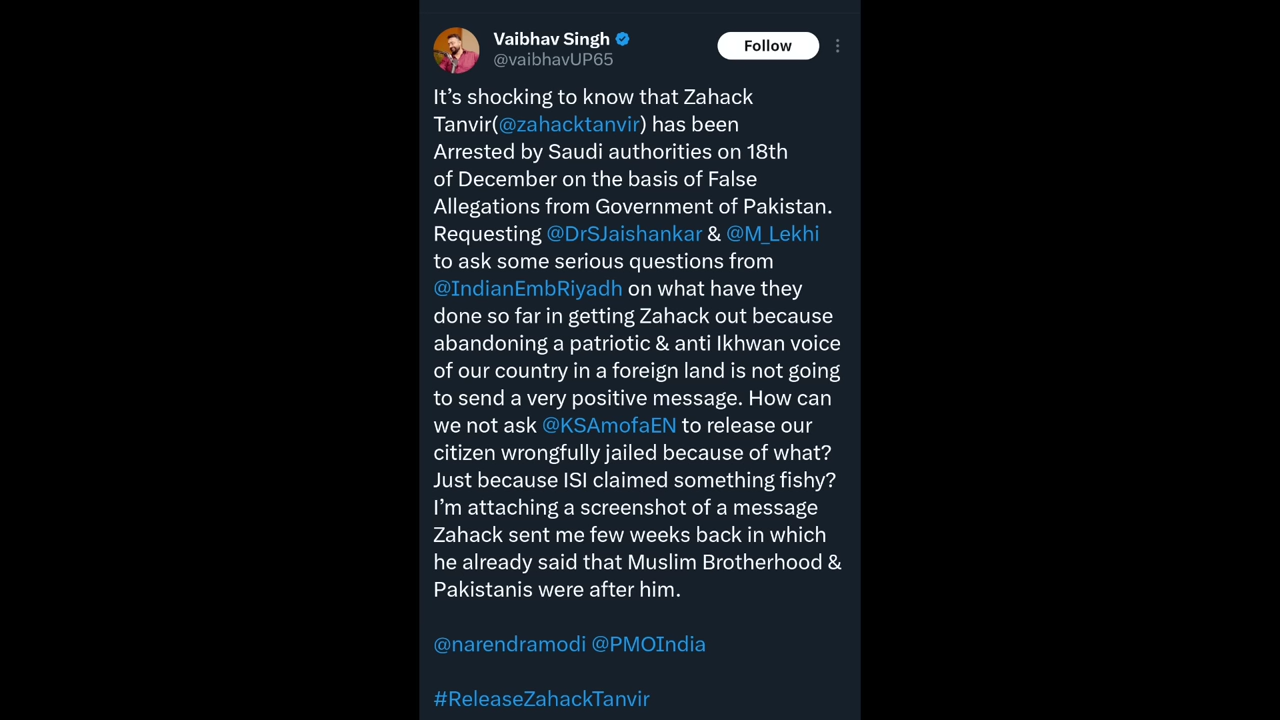 Vaibhav Singh
Follow
@vaibhavUP65
It’s shocking to know that Zahack
Tanvir(@zahacktanvir) has been
Arrested by Saudi authorities on 18th
of December on the basis of False
Allegations from Government of Pakistan.
Requesting @DrSJaishankar & @M_Lekhi
to ask some serious questions from
@IndianEmbRiyadh on what have they
done so far in getting Zahack out because
abandoning a patriotic & anti Ikhwan voice
of our country in a foreign land is not going
to send a very positive message. How can
we not ask @KSAmofaEN to release our
citizen wrongfully jailed because of what?
Just because ISI claimed something fishy?
I’m attaching a screenshot of a message
Zahack sent me few weeks back in which
he already said that Muslim Brotherhood &
Pakistanis were after him.
@narendramodi @PMOIndia
#ReleaseZahackTanvir